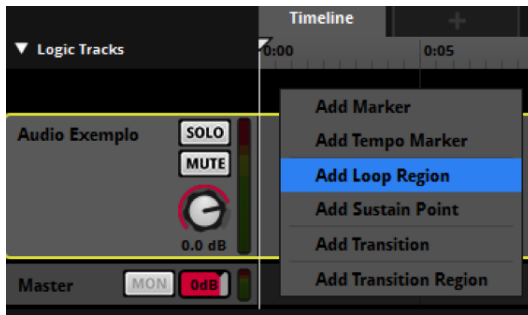 Timeline
+
▼ Logic Tracks
0:00
0:05
Add Marker
Audio Exemplo
SOLO
Add Tempo Marker
MUTE
Add Loop Region
Add Sustain Point
0.0 dB
Add Transition
Master
MON
0dB
Add Transition Region